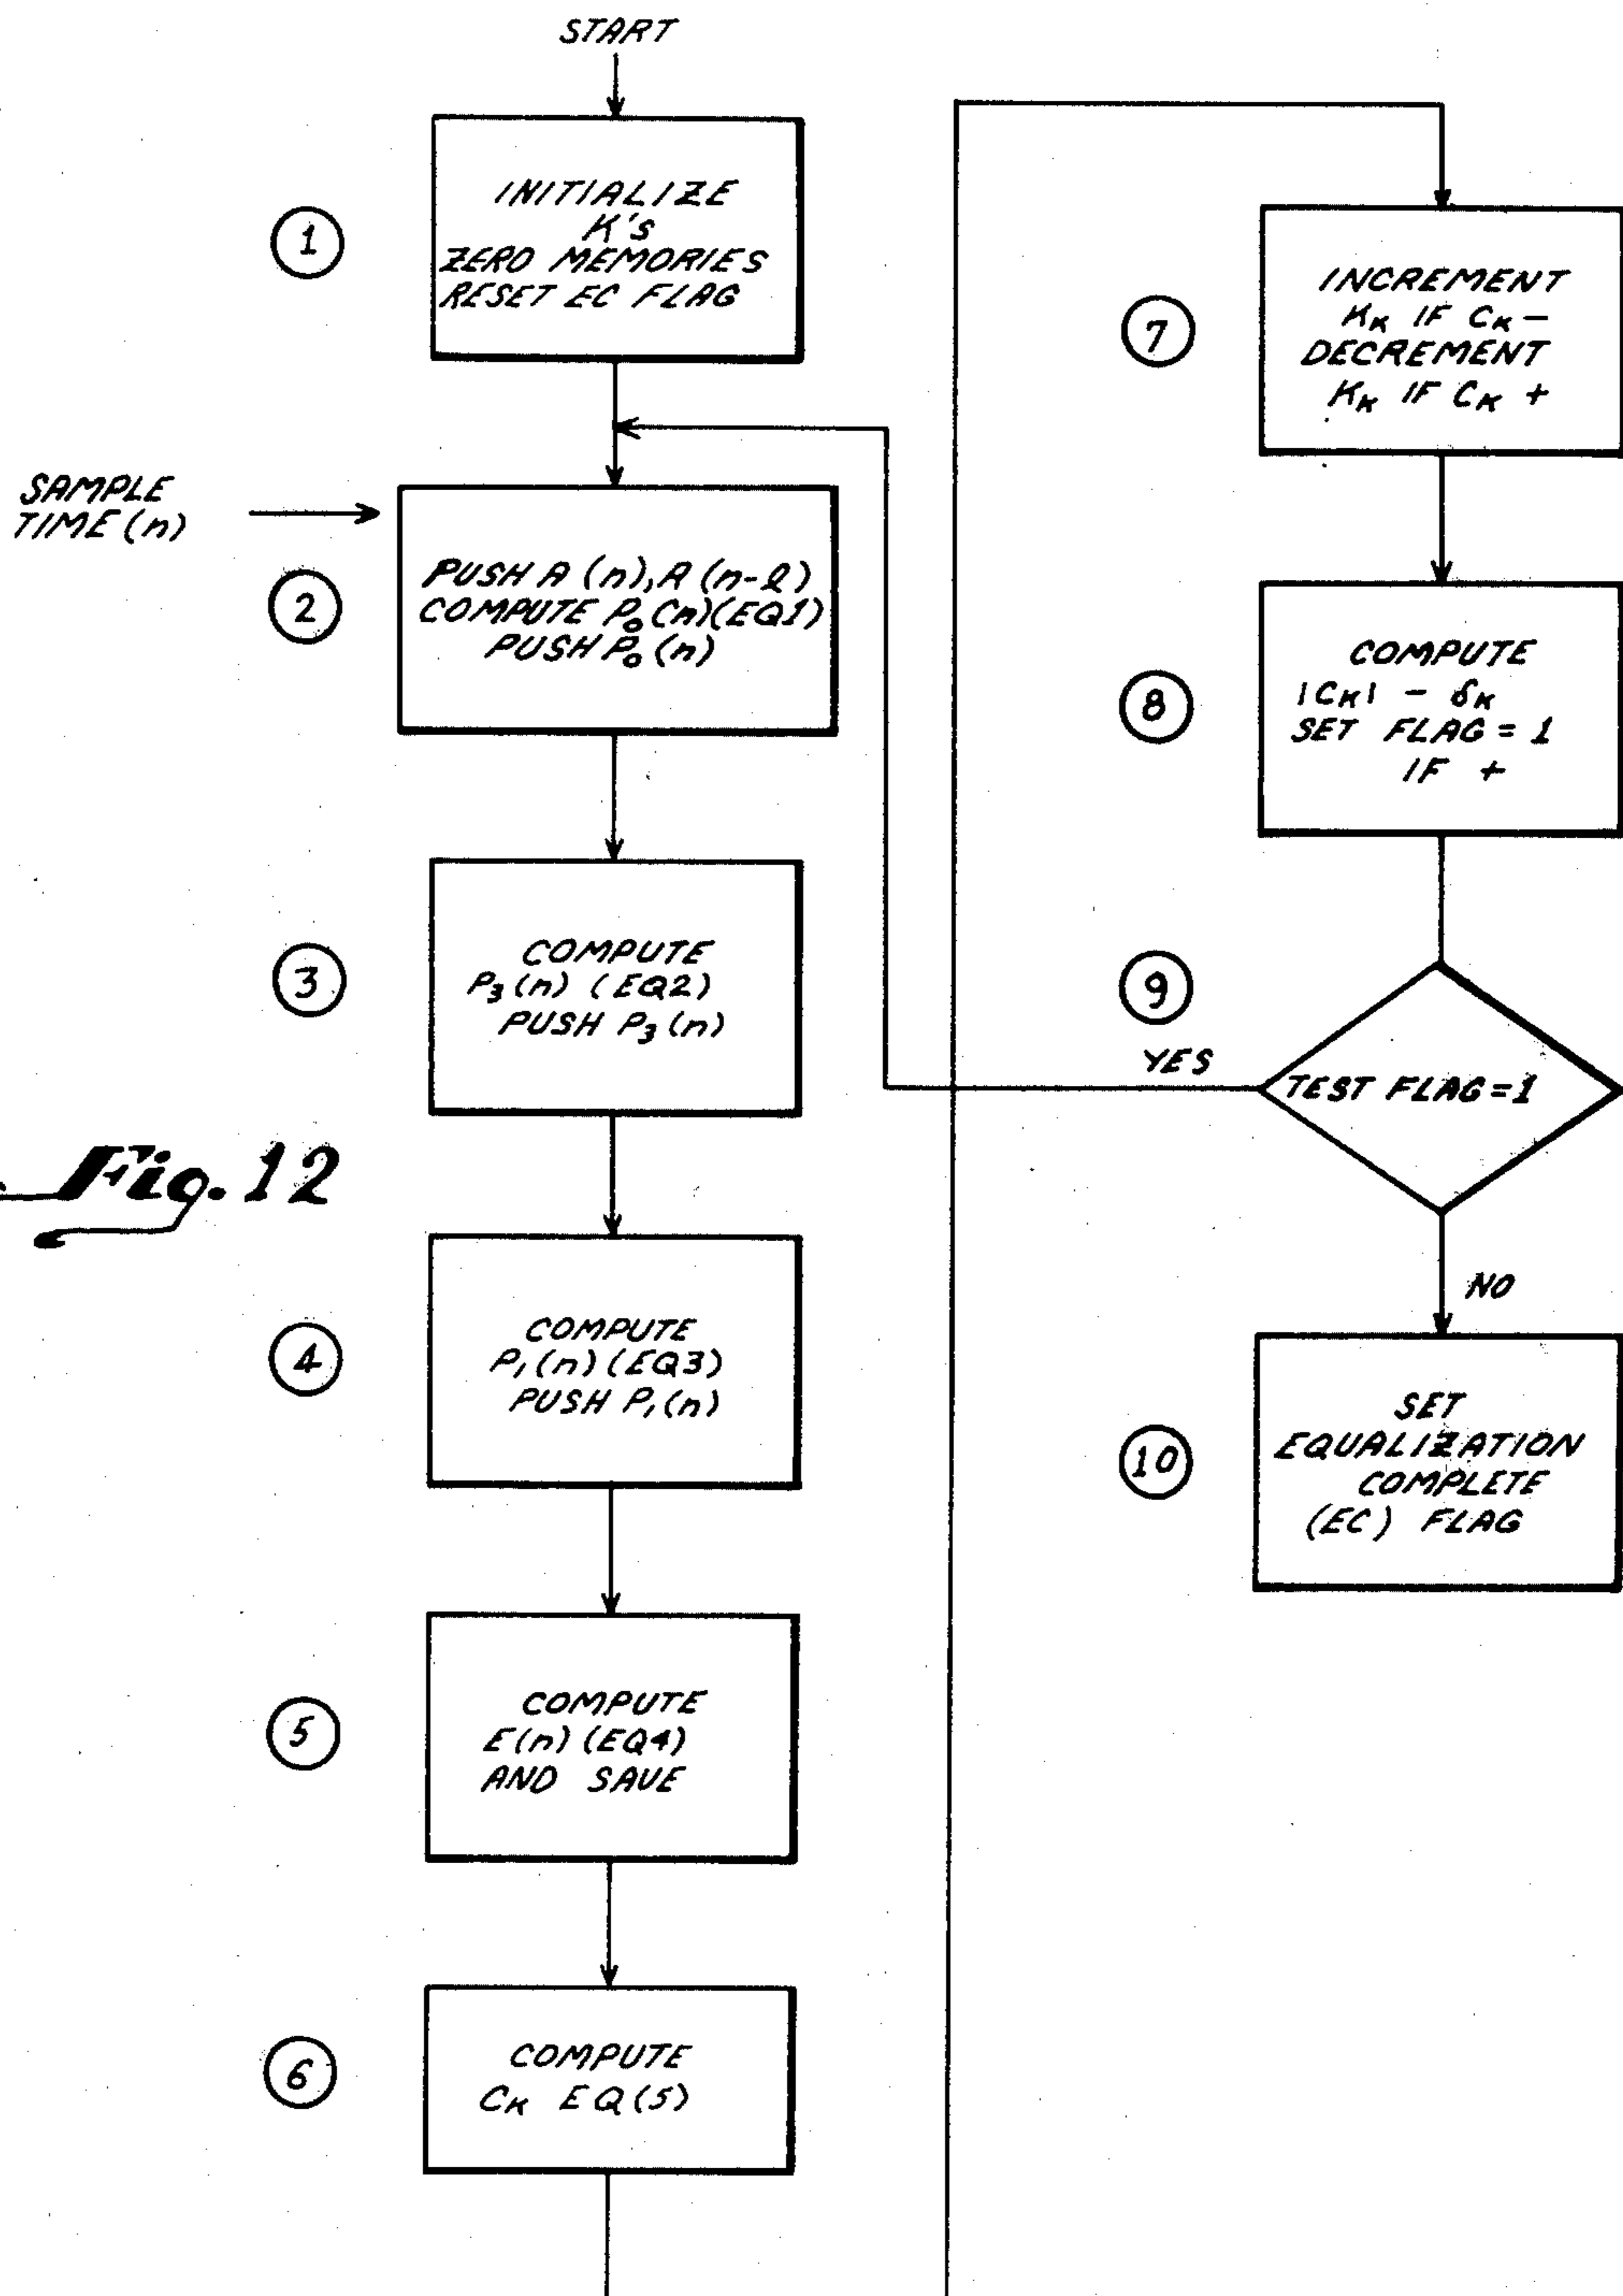 START
1
INITIALIZE
K's
ZERO MEMORIES
RESET EC FLAG
SAMPLE
TIME (n)
2
PUSH A (n), R (n-l)
COMPUTE P₀(n)(EQ1)
PUSH P₀(n)
3
COMPUTE
P₃(n) (EQ2)
PUSH P₃(n)
Fig. 12
4
COMPUTE
P₁(n)(EQ3)
PUSH P₁(n)
5
COMPUTE
E(n)(EQ4)
AND SAVE
6
COMPUTE
Cₖ EQ(5)
7
INCREMENT
Kₖ IF Cₖ −
DECREMENT
Kₖ IF Cₖ +
8
COMPUTE
|Cₖ| − δₖ
SET FLAG = 1
IF +
9
YES
TEST FLAG=1
NO
10
SET
EQUALIZATION
COMPLETE
(EC) FLAG